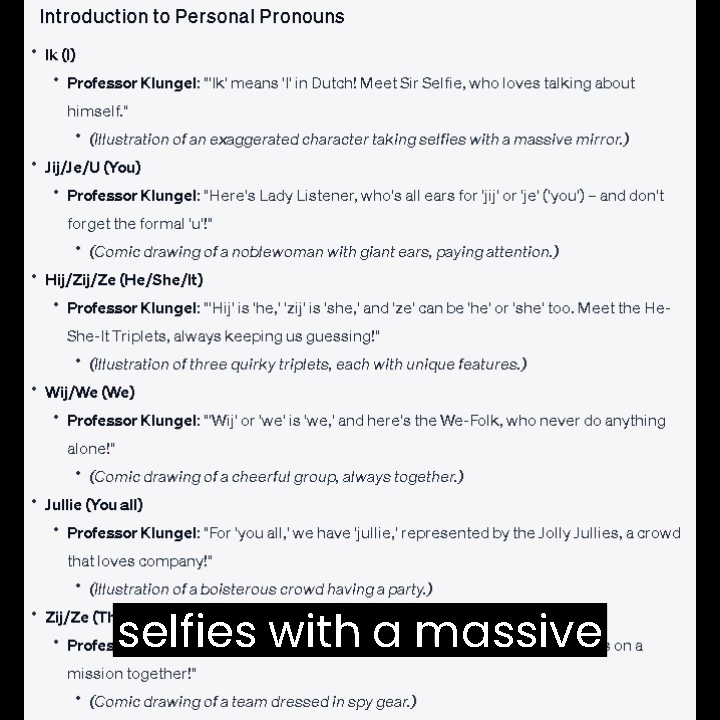 Introduction to Personal Pronouns
• Ik (I)
• Professor Klungel: "'Ik' means 'I' in Dutch! Meet Sir Selfie, who loves talking about
himself."
• (Illustration of an exaggerated character taking selfies with a massive mirror.)
• Jij/Je/U (You)
• Professor Klungel: "Here's Lady Listener, who's all ears for 'jij' or 'je' ('you') – and don't
forget the formal 'u'!"
• (Comic drawing of a noblewoman with giant ears, paying attention.)
• Hij/Zij/Ze (He/She/It)
• Professor Klungel: "'Hij' is 'he,' 'zij' is 'she,' and 'ze' can be 'he' or 'she' too. Meet the He-
She-It Triplets, always keeping us guessing!"
• (Illustration of three quirky triplets, each with unique features.)
• Wij/We (We)
• Professor Klungel: "'Wij' or 'we' is 'we,' and here's the We-Folk, who never do anything
alone!"
• (Comic drawing of a cheerful group, always together.)
• Jullie (You all)
• Professor Klungel: "For 'you all,' we have 'jullie,' represented by the Jolly Jullies, a crowd
that loves company!"
• (Illustration of a boisterous crowd having a party.)
• Zij/Ze
selfies with a massive
on a
mission together!"
• (Comic drawing of a team dressed in spy gear.)